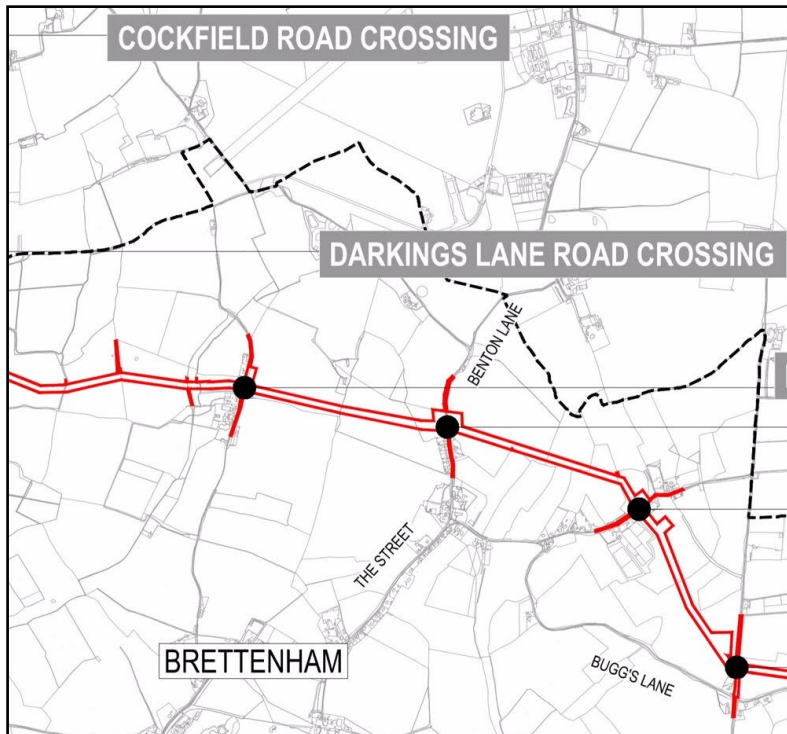 COCKFIELD ROAD CROSSING
DARKINGS LANE ROAD CROSSING
BENTON LANE
THE STREET
BRETTENHAM
BUGG'S LANE